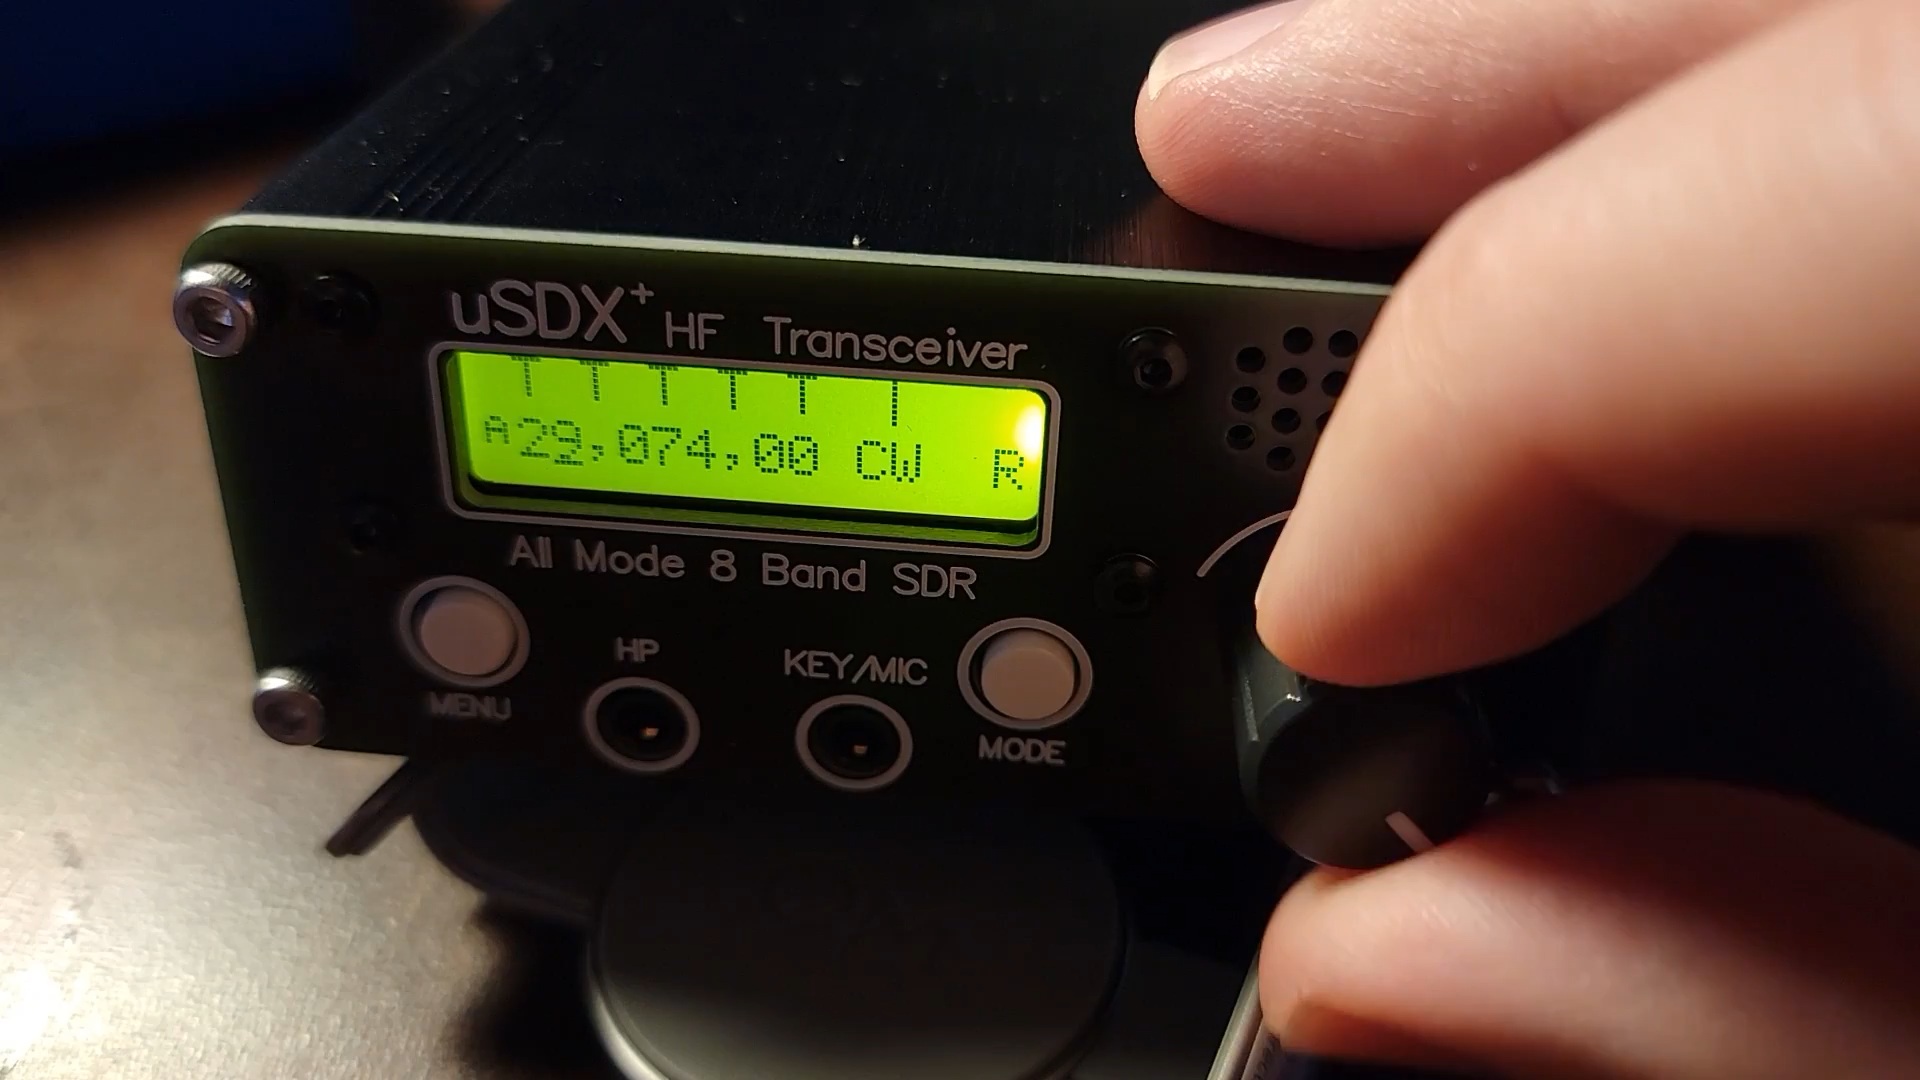 uSDX+ HF Transceiver
T T T T T |
A29,074,00 CW R
All Mode 8 Band SDR
HP
KEY/MIC
MENU
MODE